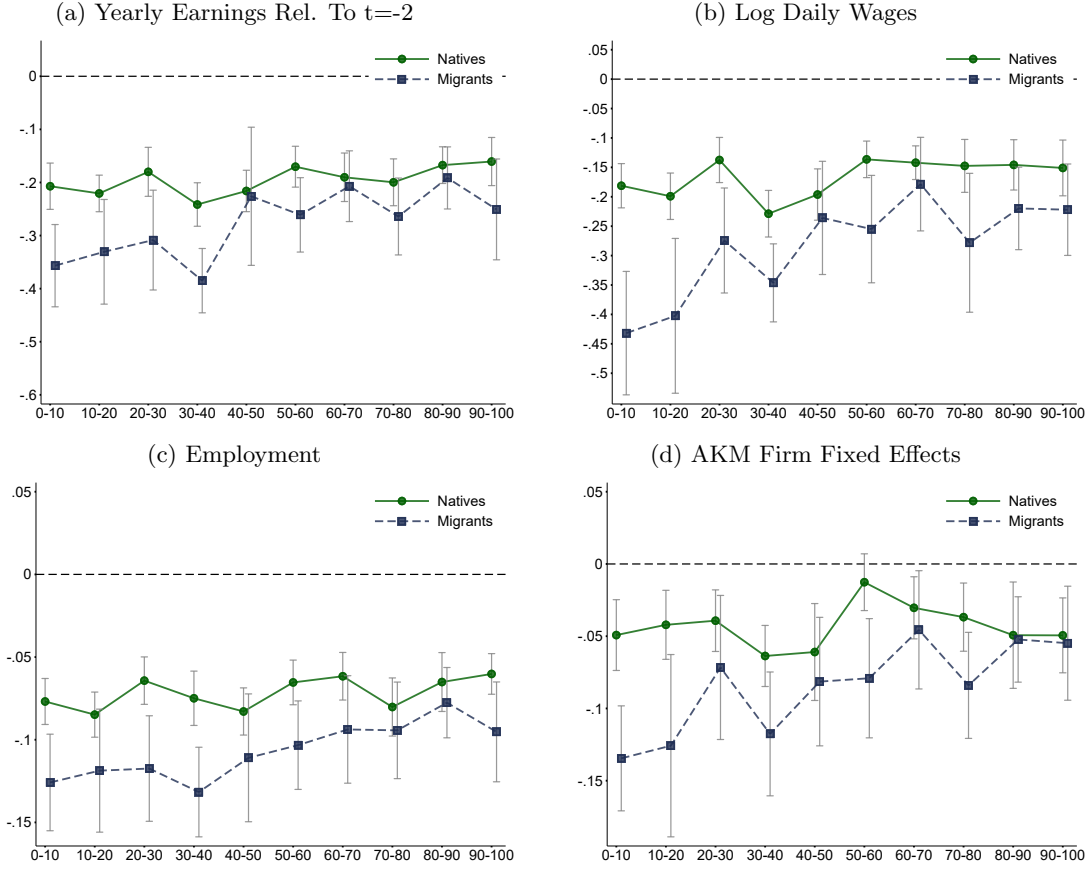 (a) Yearly Earnings Rel. To t=-2
Natives
Migrants
0
-.1
-.2
-.3
-.4
-.5
-.6
0-10 10-20 20-30 30-40 40-50 50-60 60-70 70-80 80-90 90-100
(b) Log Daily Wages
Natives
Migrants
.05
0
-.05
-.1
-.15
-.2
-.25
-.3
-.35
-.4
-.45
-.5
0-10 10-20 20-30 30-40 40-50 50-60 60-70 70-80 80-90 90-100
(c) Employment
Natives
Migrants
.05
0
-.05
-.1
-.15
0-10 10-20 20-30 30-40 40-50 50-60 60-70 70-80 80-90 90-100
(d) AKM Firm Fixed Effects
Natives
Migrants
.05
0
-.05
-.1
-.15
0-10 10-20 20-30 30-40 40-50 50-60 60-70 70-80 80-90 90-100